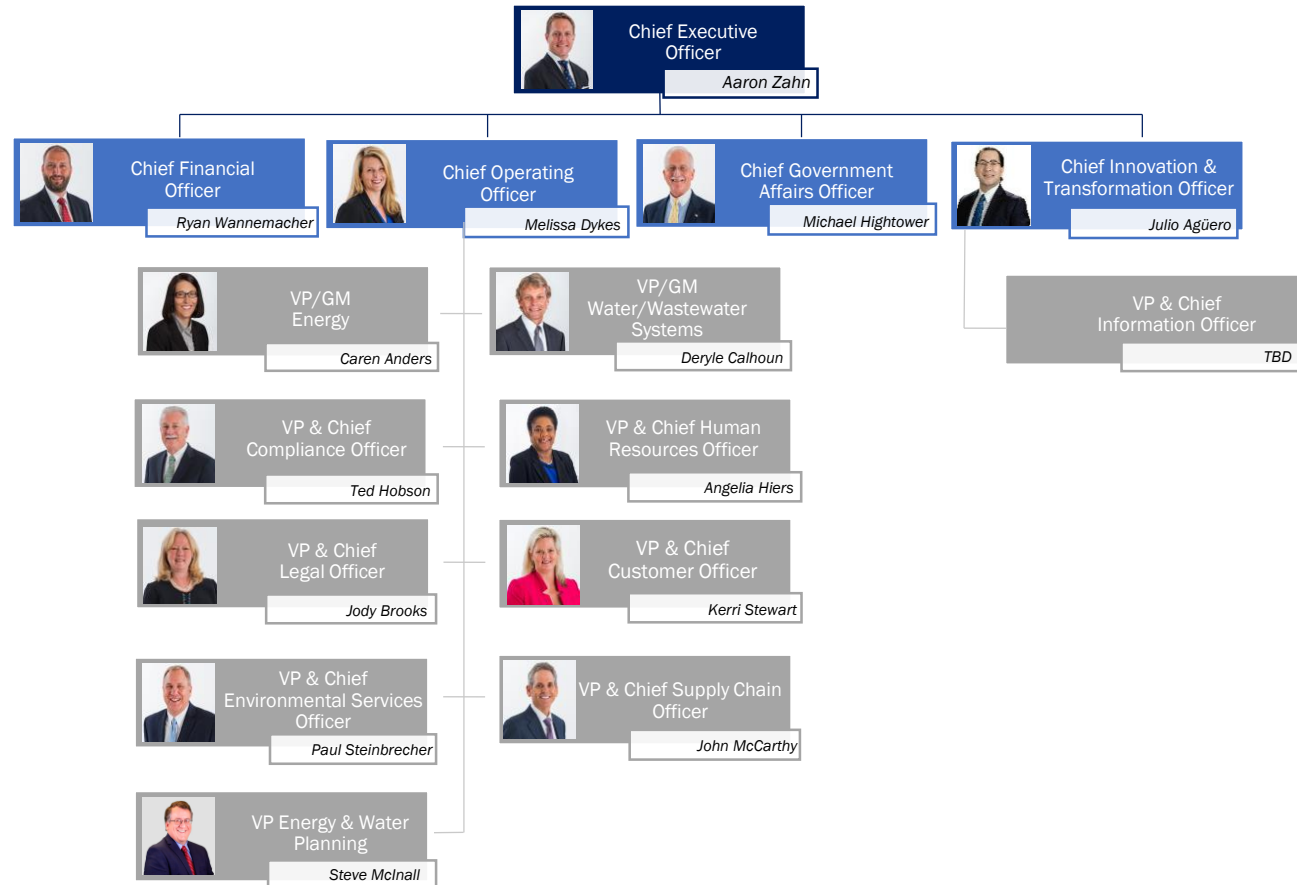 Chief Executive
Officer
Aaron Zahn
Chief Financial
Officer
Ryan Wannemacher
Chief Operating
Officer
Melissa Dykes
Chief Government
Affairs Officer
Michael Hightower
Chief Innovation &
Transformation Officer
Julio Agüero
VP/GM
Energy
Caren Anders
VP/GM
Water/Wastewater
Systems
Deryle Calhoun
VP & Chief
Information Officer
TBD
VP & Chief
Compliance Officer
Ted Hobson
VP & Chief Human
Resources Officer
Angelia Hiers
VP & Chief
Legal Officer
Jody Brooks
VP & Chief
Customer Officer
Kerri Stewart
VP & Chief
Environmental Services
Officer
Paul Steinbrecher
VP & Chief Supply Chain
Officer
John McCarthy
VP Energy & Water
Planning
Steve McInall